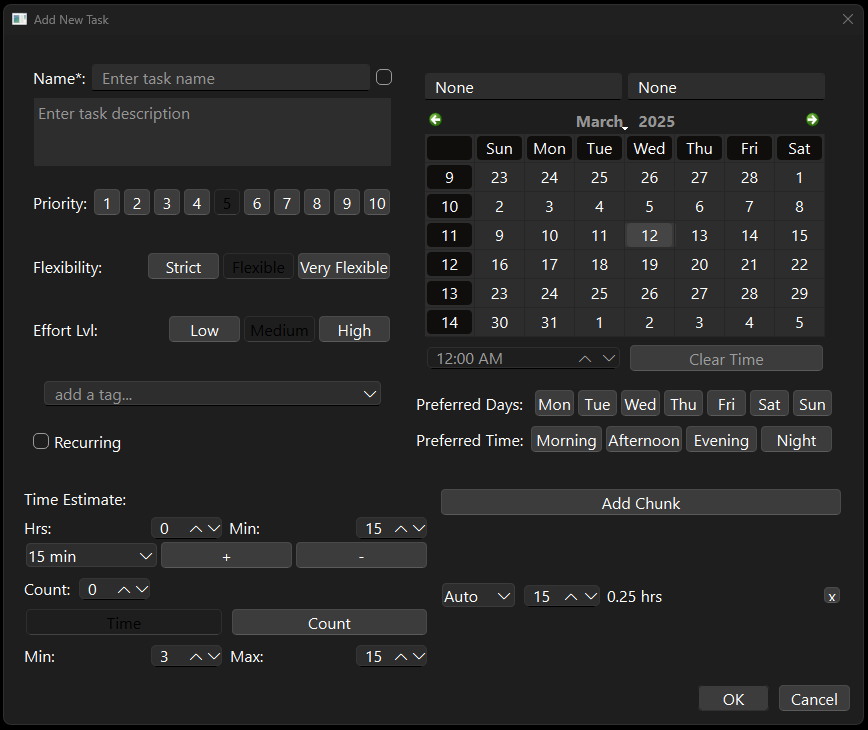 Add New Task
Name*: Enter task name
Enter task description
Priority: 1 2 3 4 5 6 7 8 9 10
Flexibility: Strict Flexible Very Flexible
Effort Lvl: Low Medium High
add a tag...
Recurring
None None
March 2025
Sun Mon Tue Wed Thu Fri Sat
9 23 24 25 26 27 28 1
10 2 3 4 5 6 7 8
11 9 10 11 12 13 14 15
12 16 17 18 19 20 21 22
13 23 24 25 26 27 28 29
14 30 31 1 2 3 4 5
12:00 AM Clear Time
Preferred Days: Mon Tue Wed Thu Fri Sat Sun
Preferred Time: Morning Afternoon Evening Night
Time Estimate:
Hrs: 0 Min: 15
15 min + -
Count: 0
Time Count
Min: 3 Max: 15
Add Chunk
Auto 15 0.25 hrs x
OK Cancel